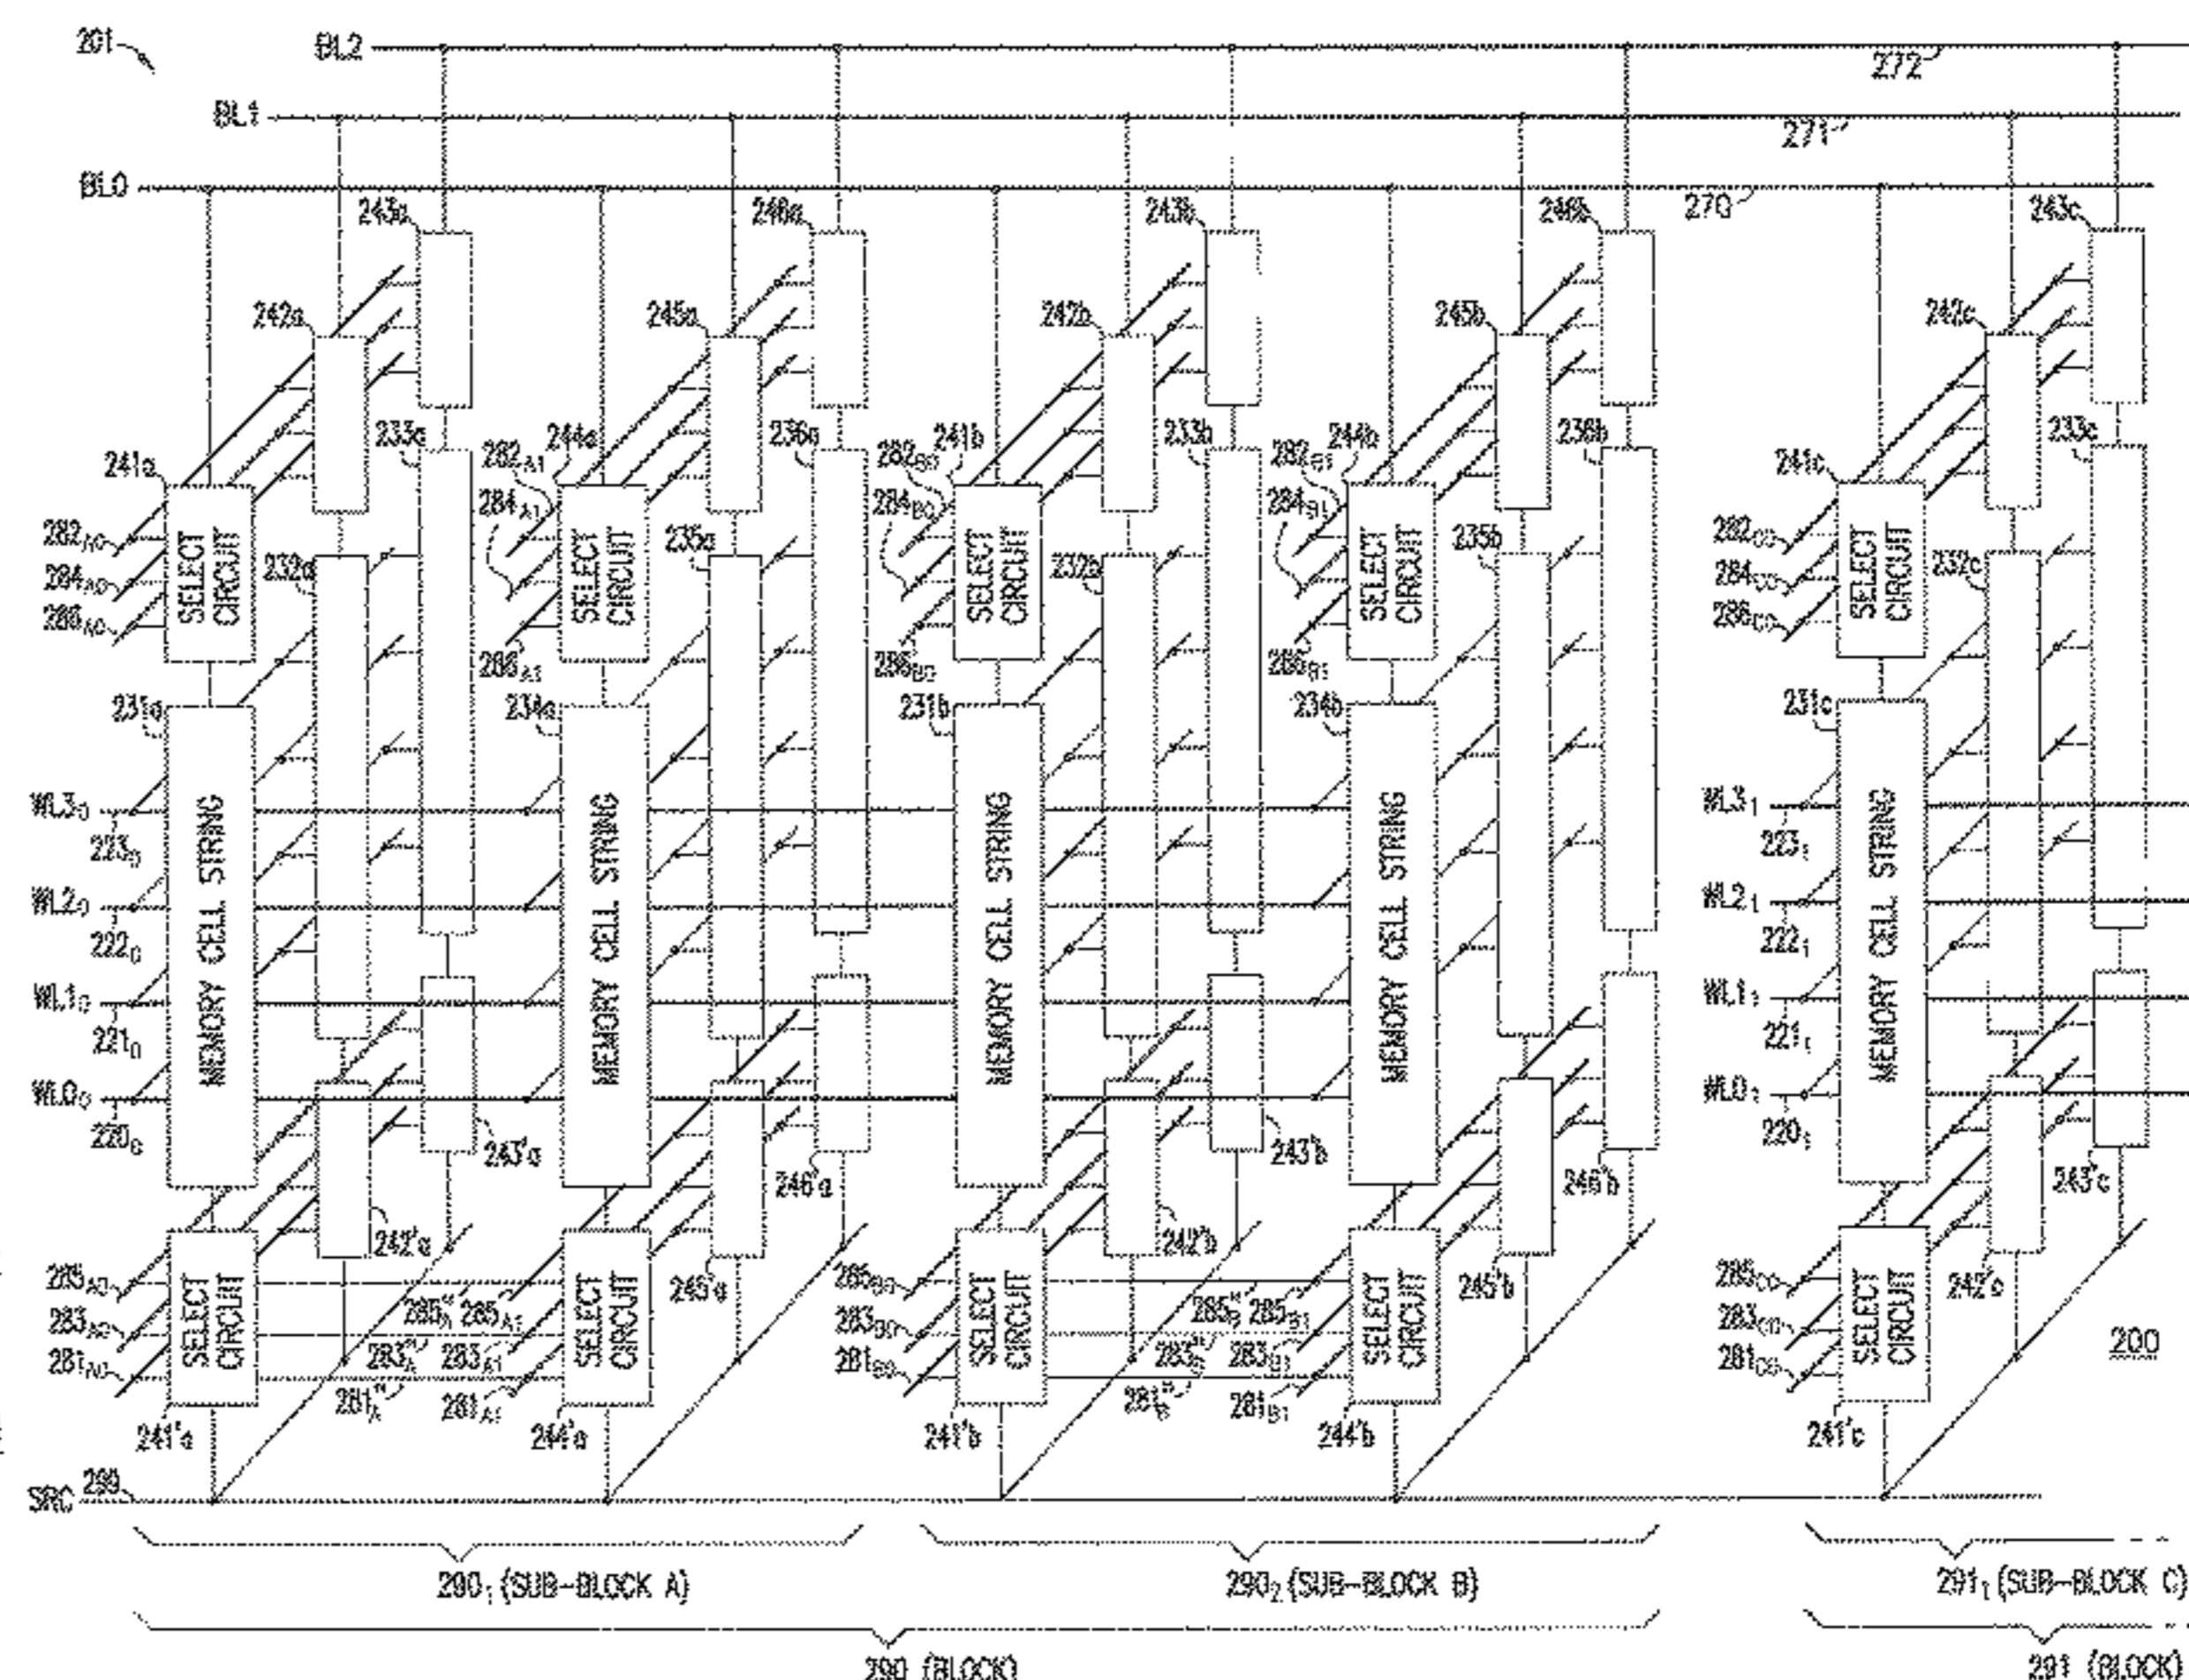 201
BL2
272
BL1
271
BL0
270
243a
246a
243b
246b
243c
242a
245a
242b
245b
242c
233a
236a
233b
236b
233c
241a
282A1
244a
282B0
241b
282B1
244b
241c
284A1
284B0
284B1
282A0
284A0
286A0
SELECT CIRCUIT
232a
SELECT CIRCUIT
235a
SELECT CIRCUIT
232b
SELECT CIRCUIT
235b
282C0
284C0
286C0
SELECT CIRCUIT
232c
286A1
286B0
286B1
231a
234a
231b
234b
231c
WL3₀
223₀
WL2₀
222₀
WL1₀
221₀
WL0₀
220₀
MEMORY CELL STRING
MEMORY CELL STRING
MEMORY CELL STRING
MEMORY CELL STRING
WL3₁
223₁
WL2₁
222₁
WL1₁
221₁
WL0₁
220₁
MEMORY CELL STRING
243'a
246'a
243'b
246'b
243'c
242'a
245'a
242'b
245'b
242'c
285A0
283A0
281A0
SELECT CIRCUIT
285"A
285A1
283"A
283A1
281"A
281A1
SELECT CIRCUIT
285B0
283B0
281B0
SELECT CIRCUIT
285"B
285B1
283"B
283B1
281"B
281B1
SELECT CIRCUIT
285C0
283C0
281C0
SELECT CIRCUIT
200
241'a
244'a
241'b
244'b
241'c
SRC 299
290₁ (SUB-BLOCK A)
290₂ (SUB-BLOCK B)
291₁ (SUB-BLOCK C)
290 (BLOCK)
291 (BLOCK)